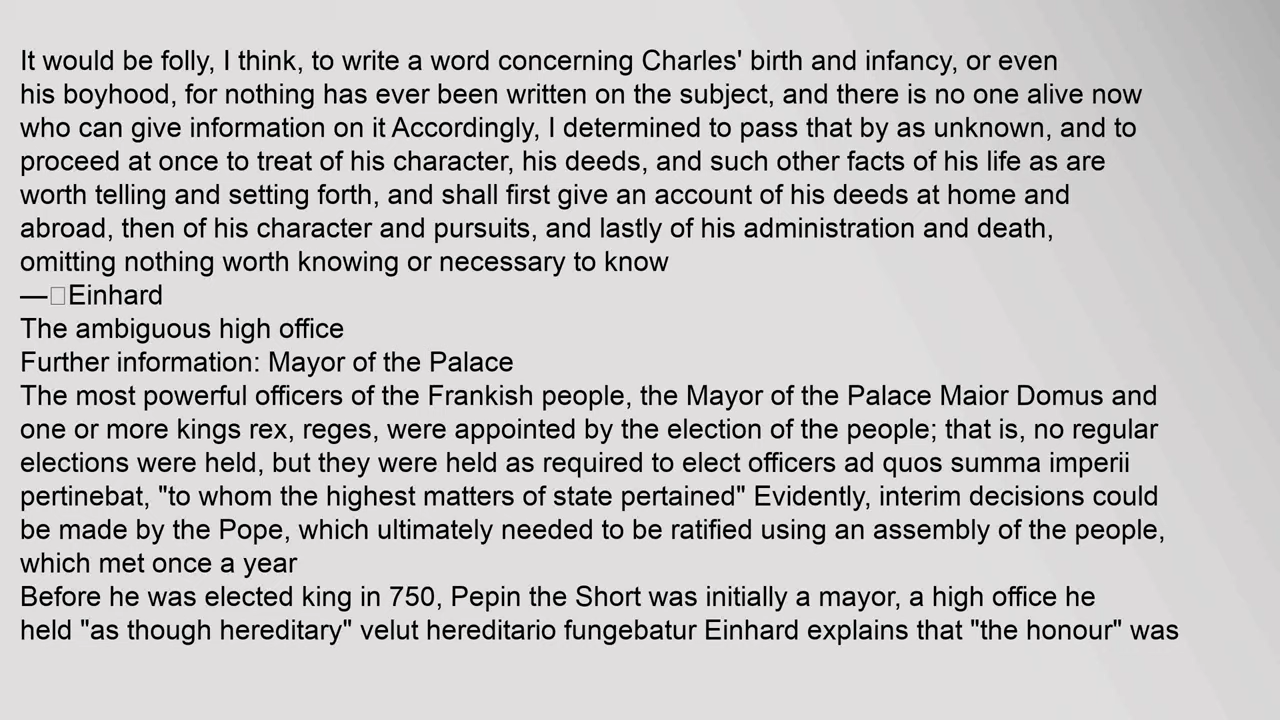 It would be folly, I think, to write a word concerning Charles' birth and infancy, or even
his boyhood, for nothing has ever been written on the subject, and there is no one alive now
who can give information on it Accordingly, I determined to pass that by as unknown, and to
proceed at once to treat of his character, his deeds, and such other facts of his life as are
worth telling and setting forth, and shall first give an account of his deeds at home and
abroad, then of his character and pursuits, and lastly of his administration and death,
omitting nothing worth knowing or necessary to know
—□Einhard
The ambiguous high office
Further information: Mayor of the Palace
The most powerful officers of the Frankish people, the Mayor of the Palace Maior Domus and
one or more kings rex, reges, were appointed by the election of the people; that is, no regular
elections were held, but they were held as required to elect officers ad quos summa imperii
pertinebat, "to whom the highest matters of state pertained" Evidently, interim decisions could
be made by the Pope, which ultimately needed to be ratified using an assembly of the people,
which met once a year
Before he was elected king in 750, Pepin the Short was initially a mayor, a high office he
held "as though hereditary" velut hereditario fungebatur Einhard explains that "the honour" was